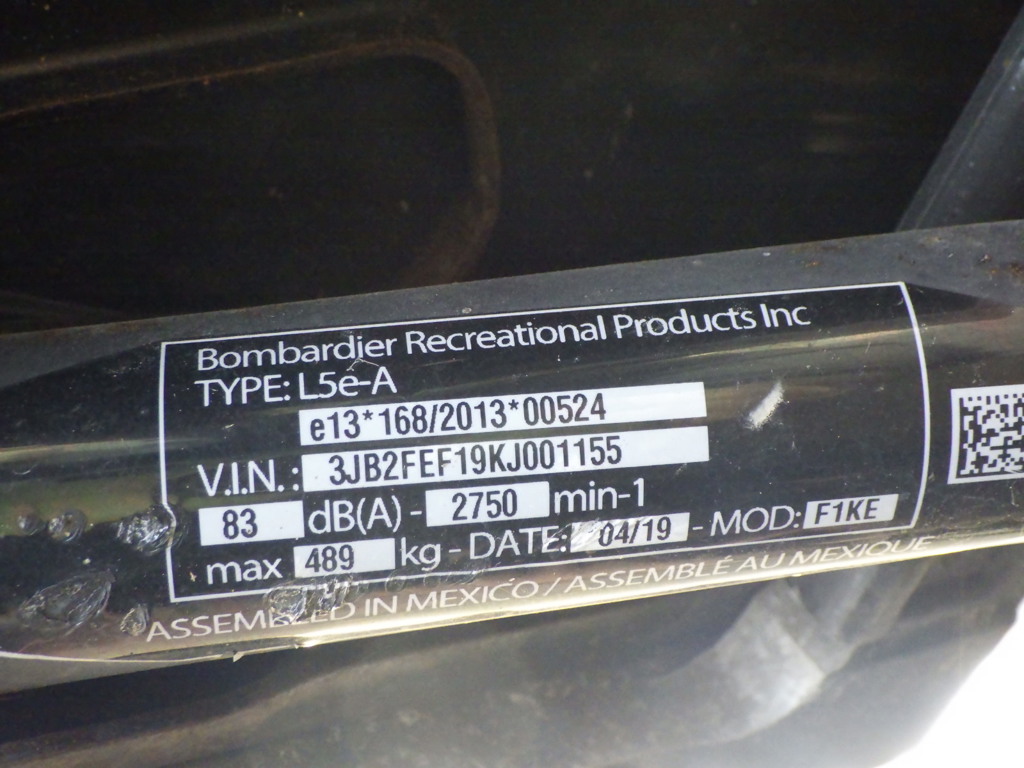 Bombardier Recreational Products Inc
TYPE: L5e-A
e13*168/2013*00524
V.I.N. : 3JB2FEF19KJ001155
83 dB(A) - 2750 min-1
max 489 kg - DATE: 04/19 - MOD: F1KE
ASSEMBLED IN MEXICO / ASSEMBLÉ AU MEXIQUE